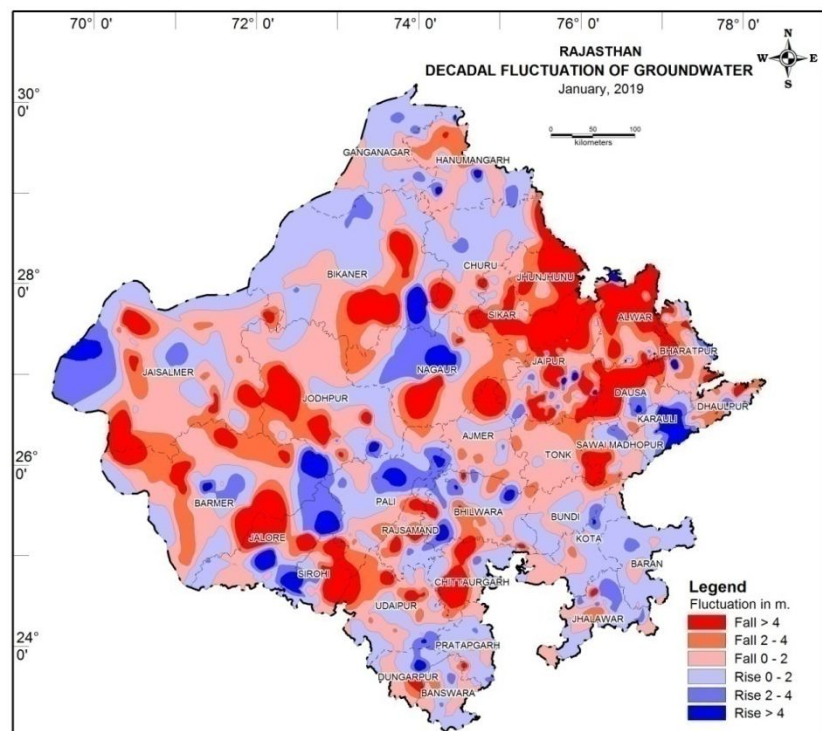 70° 0' 72° 0' 74° 0' 76° 0' 78° 0'
RAJASTHAN
DECADAL FLUCTUATION OF GROUNDWATER
January, 2019
N
W E
S
0 50 100
kilometers
30°
0'
28°
0'
26°
0'
24°
0'
GANGANAGAR
HANUMANGARH
BIKANER
CHURU
JHUNJHUNU
SIKAR
ALWAR
JAISALMER
NAGAUR
JAIPUR
BHARATPUR
JODHPUR
DAUSA
DHAULPUR
KARAULI
AJMER
SAWAI MADHOPUR
TONK
BARMER
PALI
BHILWARA
BUNDI
JALORE
RAJSAMAND
KOTA
SIROHI
BARAN
CHITTAURGARH
UDAIPUR
JHALAWAR
PRATAPGARH
DUNGARPUR
BANSWARA
Legend
Fluctuation in m.
Fall > 4
Fall 2 - 4
Fall 0 - 2
Rise 0 - 2
Rise 2 - 4
Rise > 4